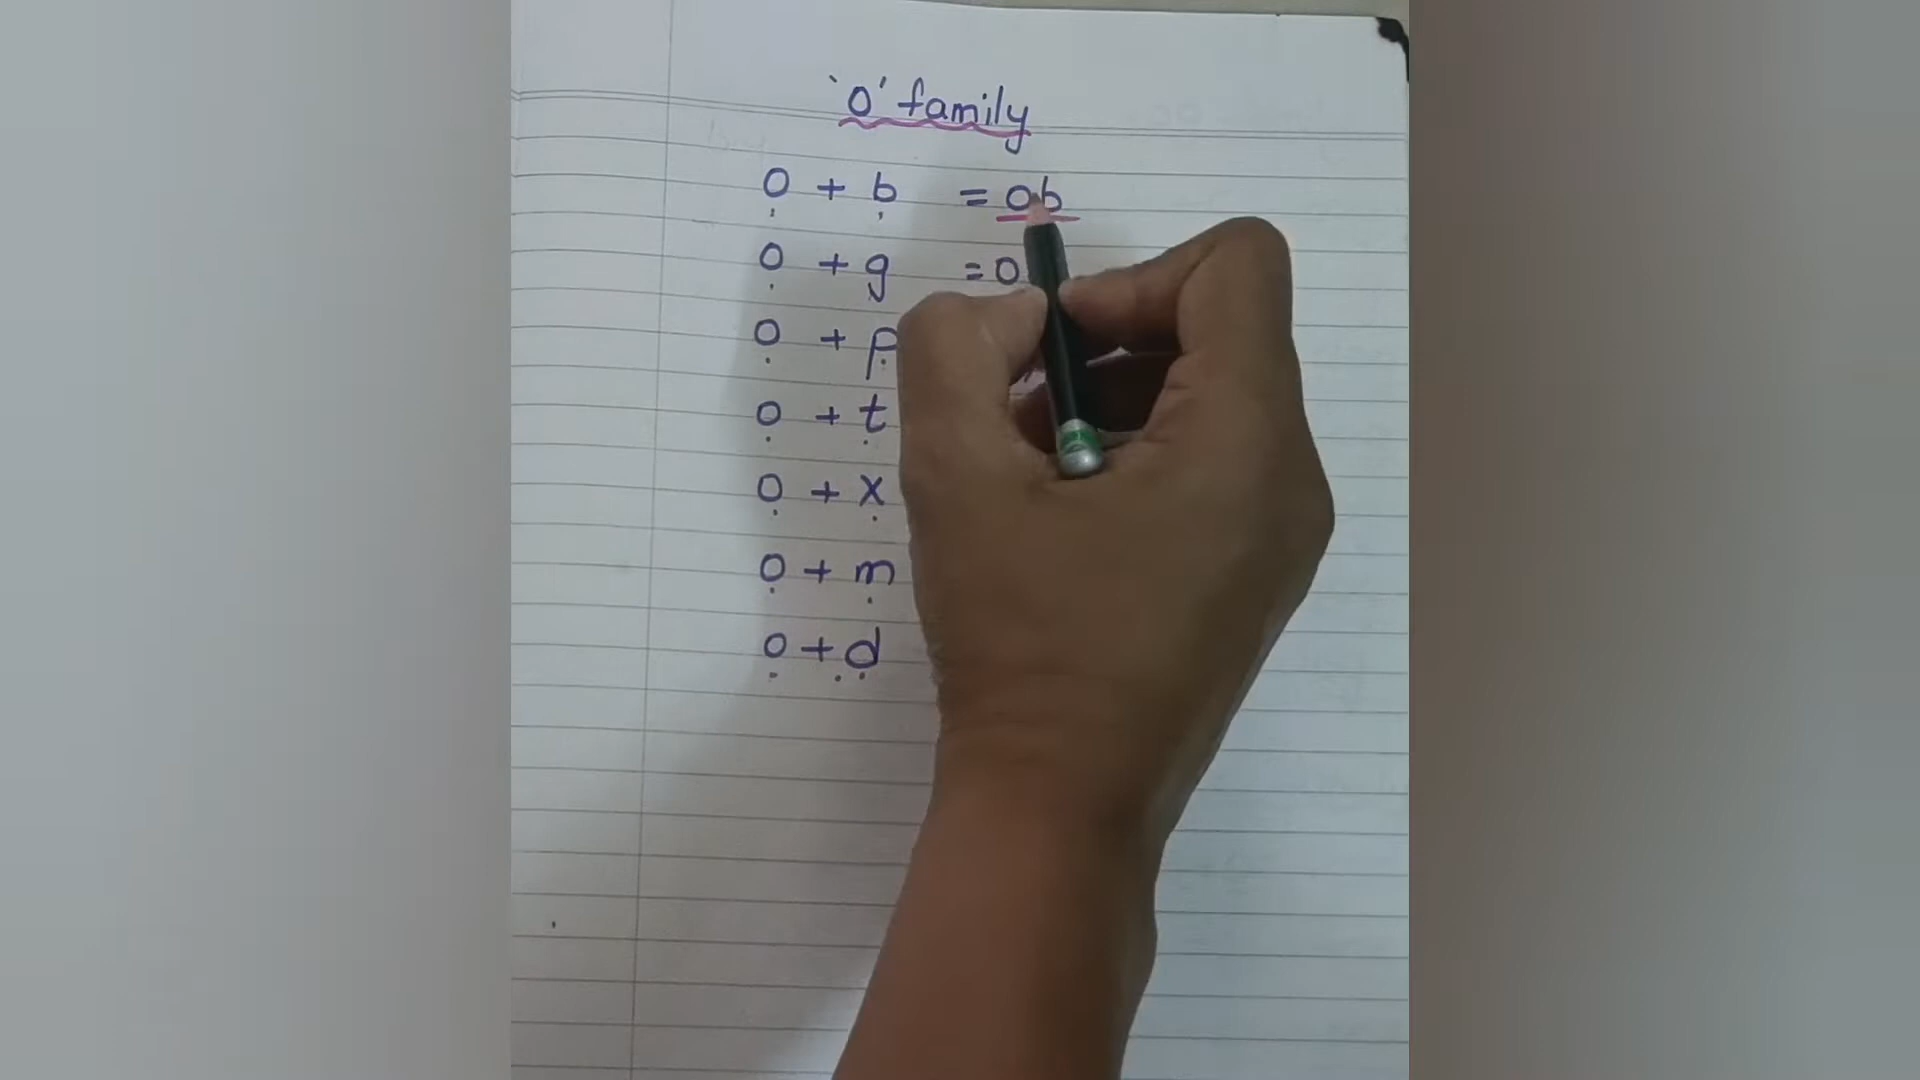 'o' family
o + b = ob
o + g = o
o + p
o + t
o + x
o + m
o + d